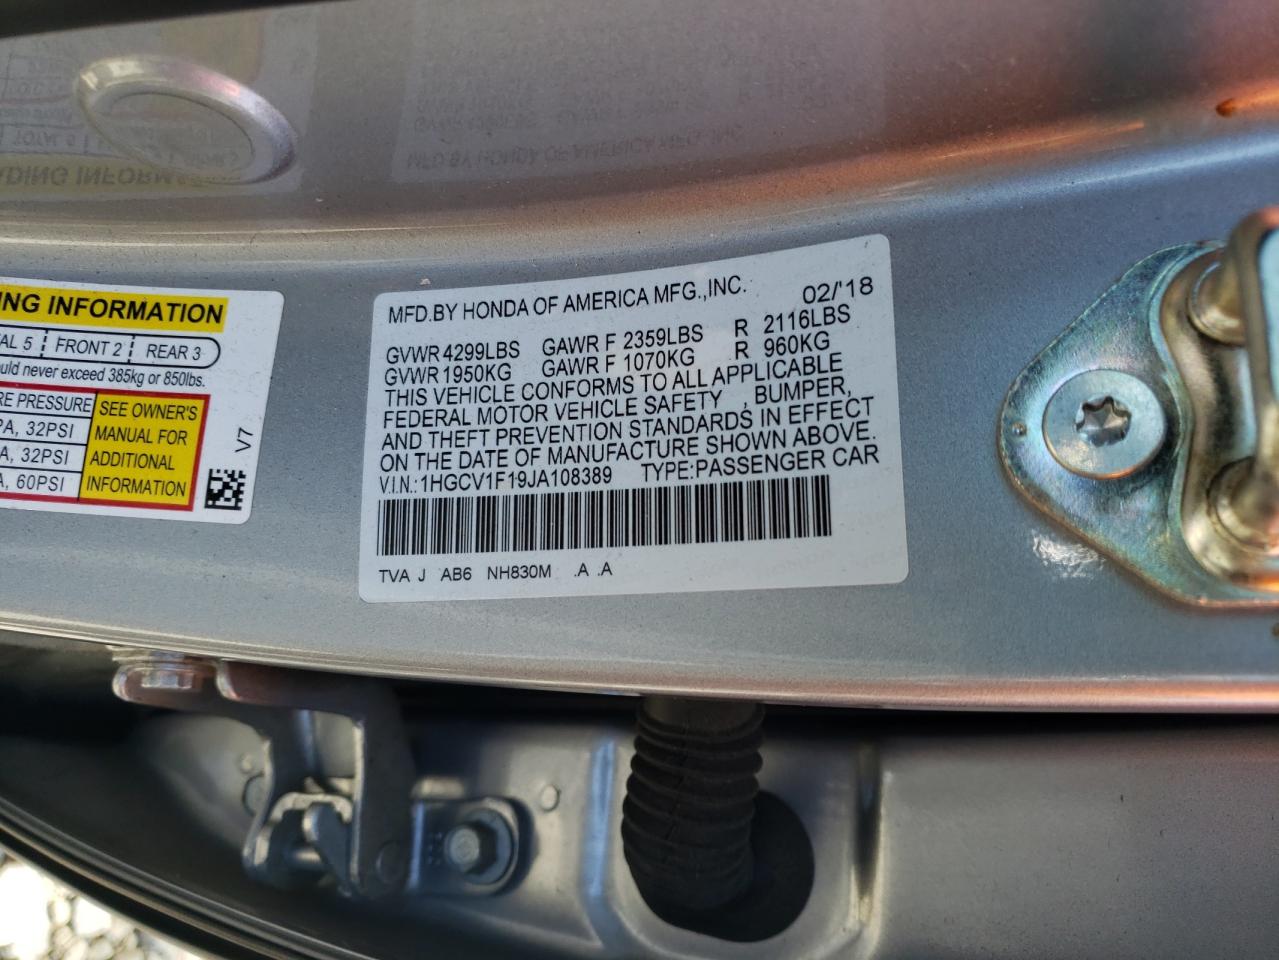 NG INFORMATION
AL 5 FRONT 2 REAR 3
ould never exceed 385kg or 850lbs.
RE PRESSURE
PA, 32PSI
A, 32PSI
A, 60PSI
SEE OWNER'S
MANUAL FOR
ADDITIONAL
INFORMATION
V7
MFD.BY HONDA OF AMERICA MFG.,INC. 02/'18
GVWR 4299LBS GAWR F 2359LBS R 2116LBS
GVWR 1950KG GAWR F 1070KG R 960KG
THIS VEHICLE CONFORMS TO ALL APPLICABLE
FEDERAL MOTOR VEHICLE SAFETY , BUMPER,
AND THEFT PREVENTION STANDARDS IN EFFECT
ON THE DATE OF MANUFACTURE SHOWN ABOVE.
V.I.N.: 1HGCV1F19JA108389 TYPE:PASSENGER CAR
TVA J AB6 NH830M .A .A